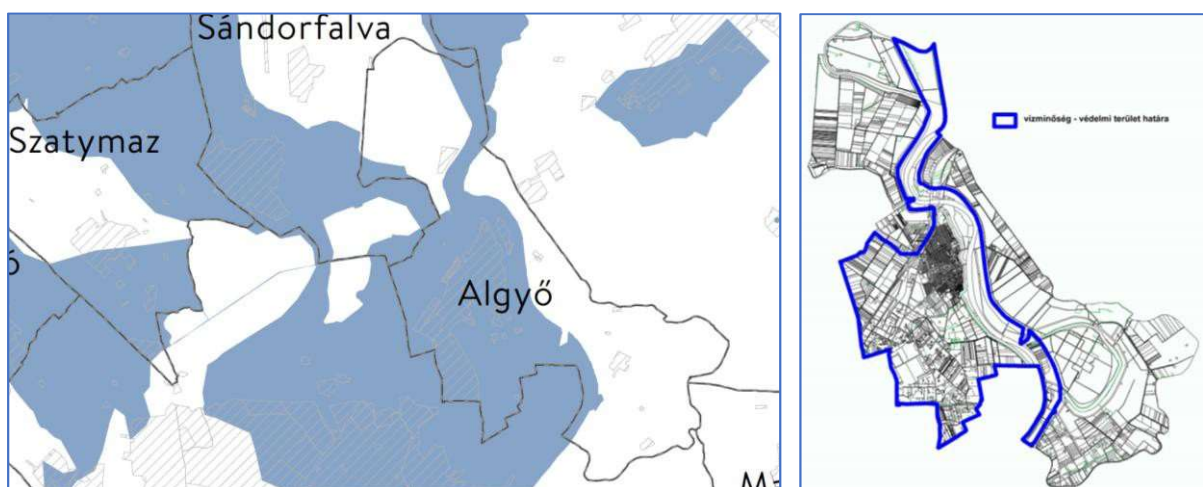 Sándorfalva
Szatymaz
ó
Algyő
M
vízminőség - védelmi terület határa